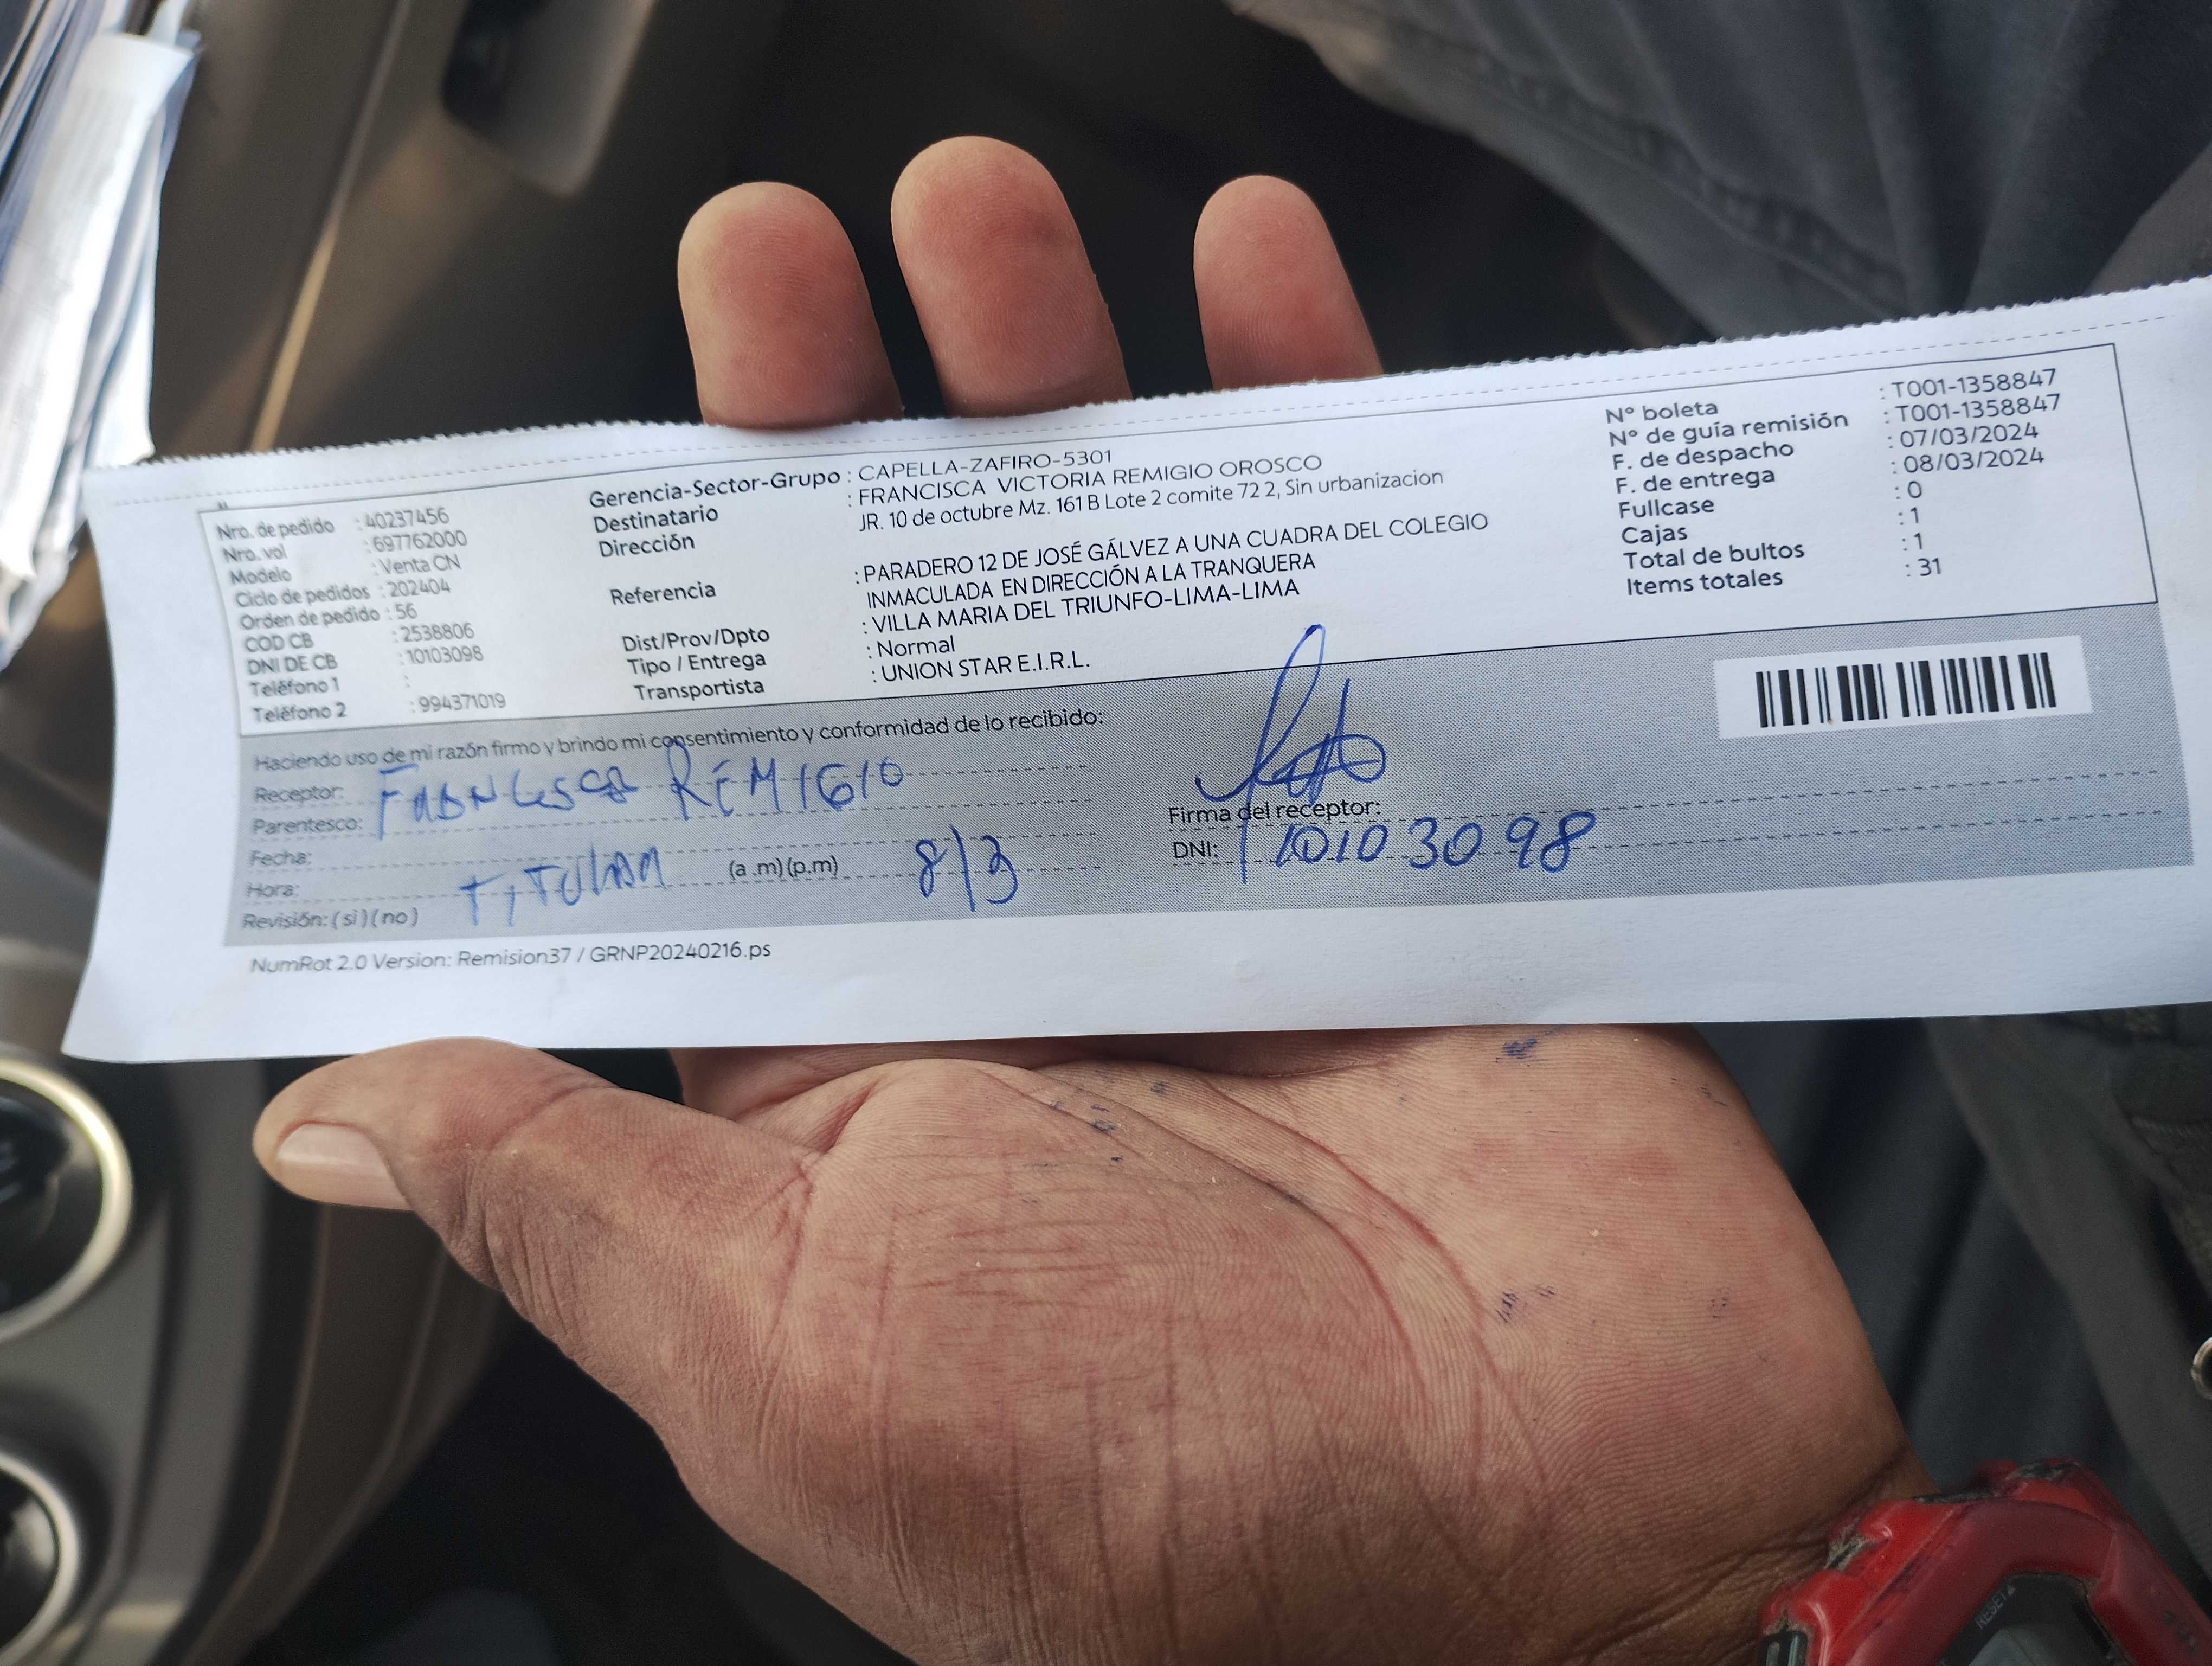 Nro. de pedido : 40237456
Nro. vol : 697762000
Modelo : Venta CN
Ciclo de pedidos : 202404
Orden de pedido : 56
COD CB : 2538806
DNI DE CB : 10103098
Teléfono 1 :
Teléfono 2 : 994371019
Gerencia-Sector-Grupo : CAPELLA-ZAFIRO-5301
Destinatario : FRANCISCA VICTORIA REMIGIO OROSCO
Dirección JR. 10 de octubre Mz. 161 B Lote 2 comite 72 2, Sin urbanizacion
Referencia : PARADERO 12 DE JOSÉ GÁLVEZ A UNA CUADRA DEL COLEGIO
INMACULADA EN DIRECCIÓN A LA TRANQUERA
Dist/Prov/Dpto : VILLA MARIA DEL TRIUNFO-LIMA-LIMA
Tipo / Entrega : Normal
Transportista : UNION STAR E.I.R.L.
N° boleta : T001-1358847
N° de guía remisión : T001-1358847
F. de despacho : 07/03/2024
F. de entrega : 08/03/2024
Fullcase : 0
Cajas : 1
Total de bultos : 1
Items totales : 31
Haciendo uso de mi razón firmo y brindo mi consentimiento y conformidad de lo recibido:
Receptor: REMIGIO
Parentesco:
Fecha:
Hora: TITULAR (a .m)(p.m) 8/3
Revisión: (si)(no)
Firma del receptor:
DNI: 10103098
NumRot 2.0 Version: Remision37 / GRNP20240216.ps
RESET